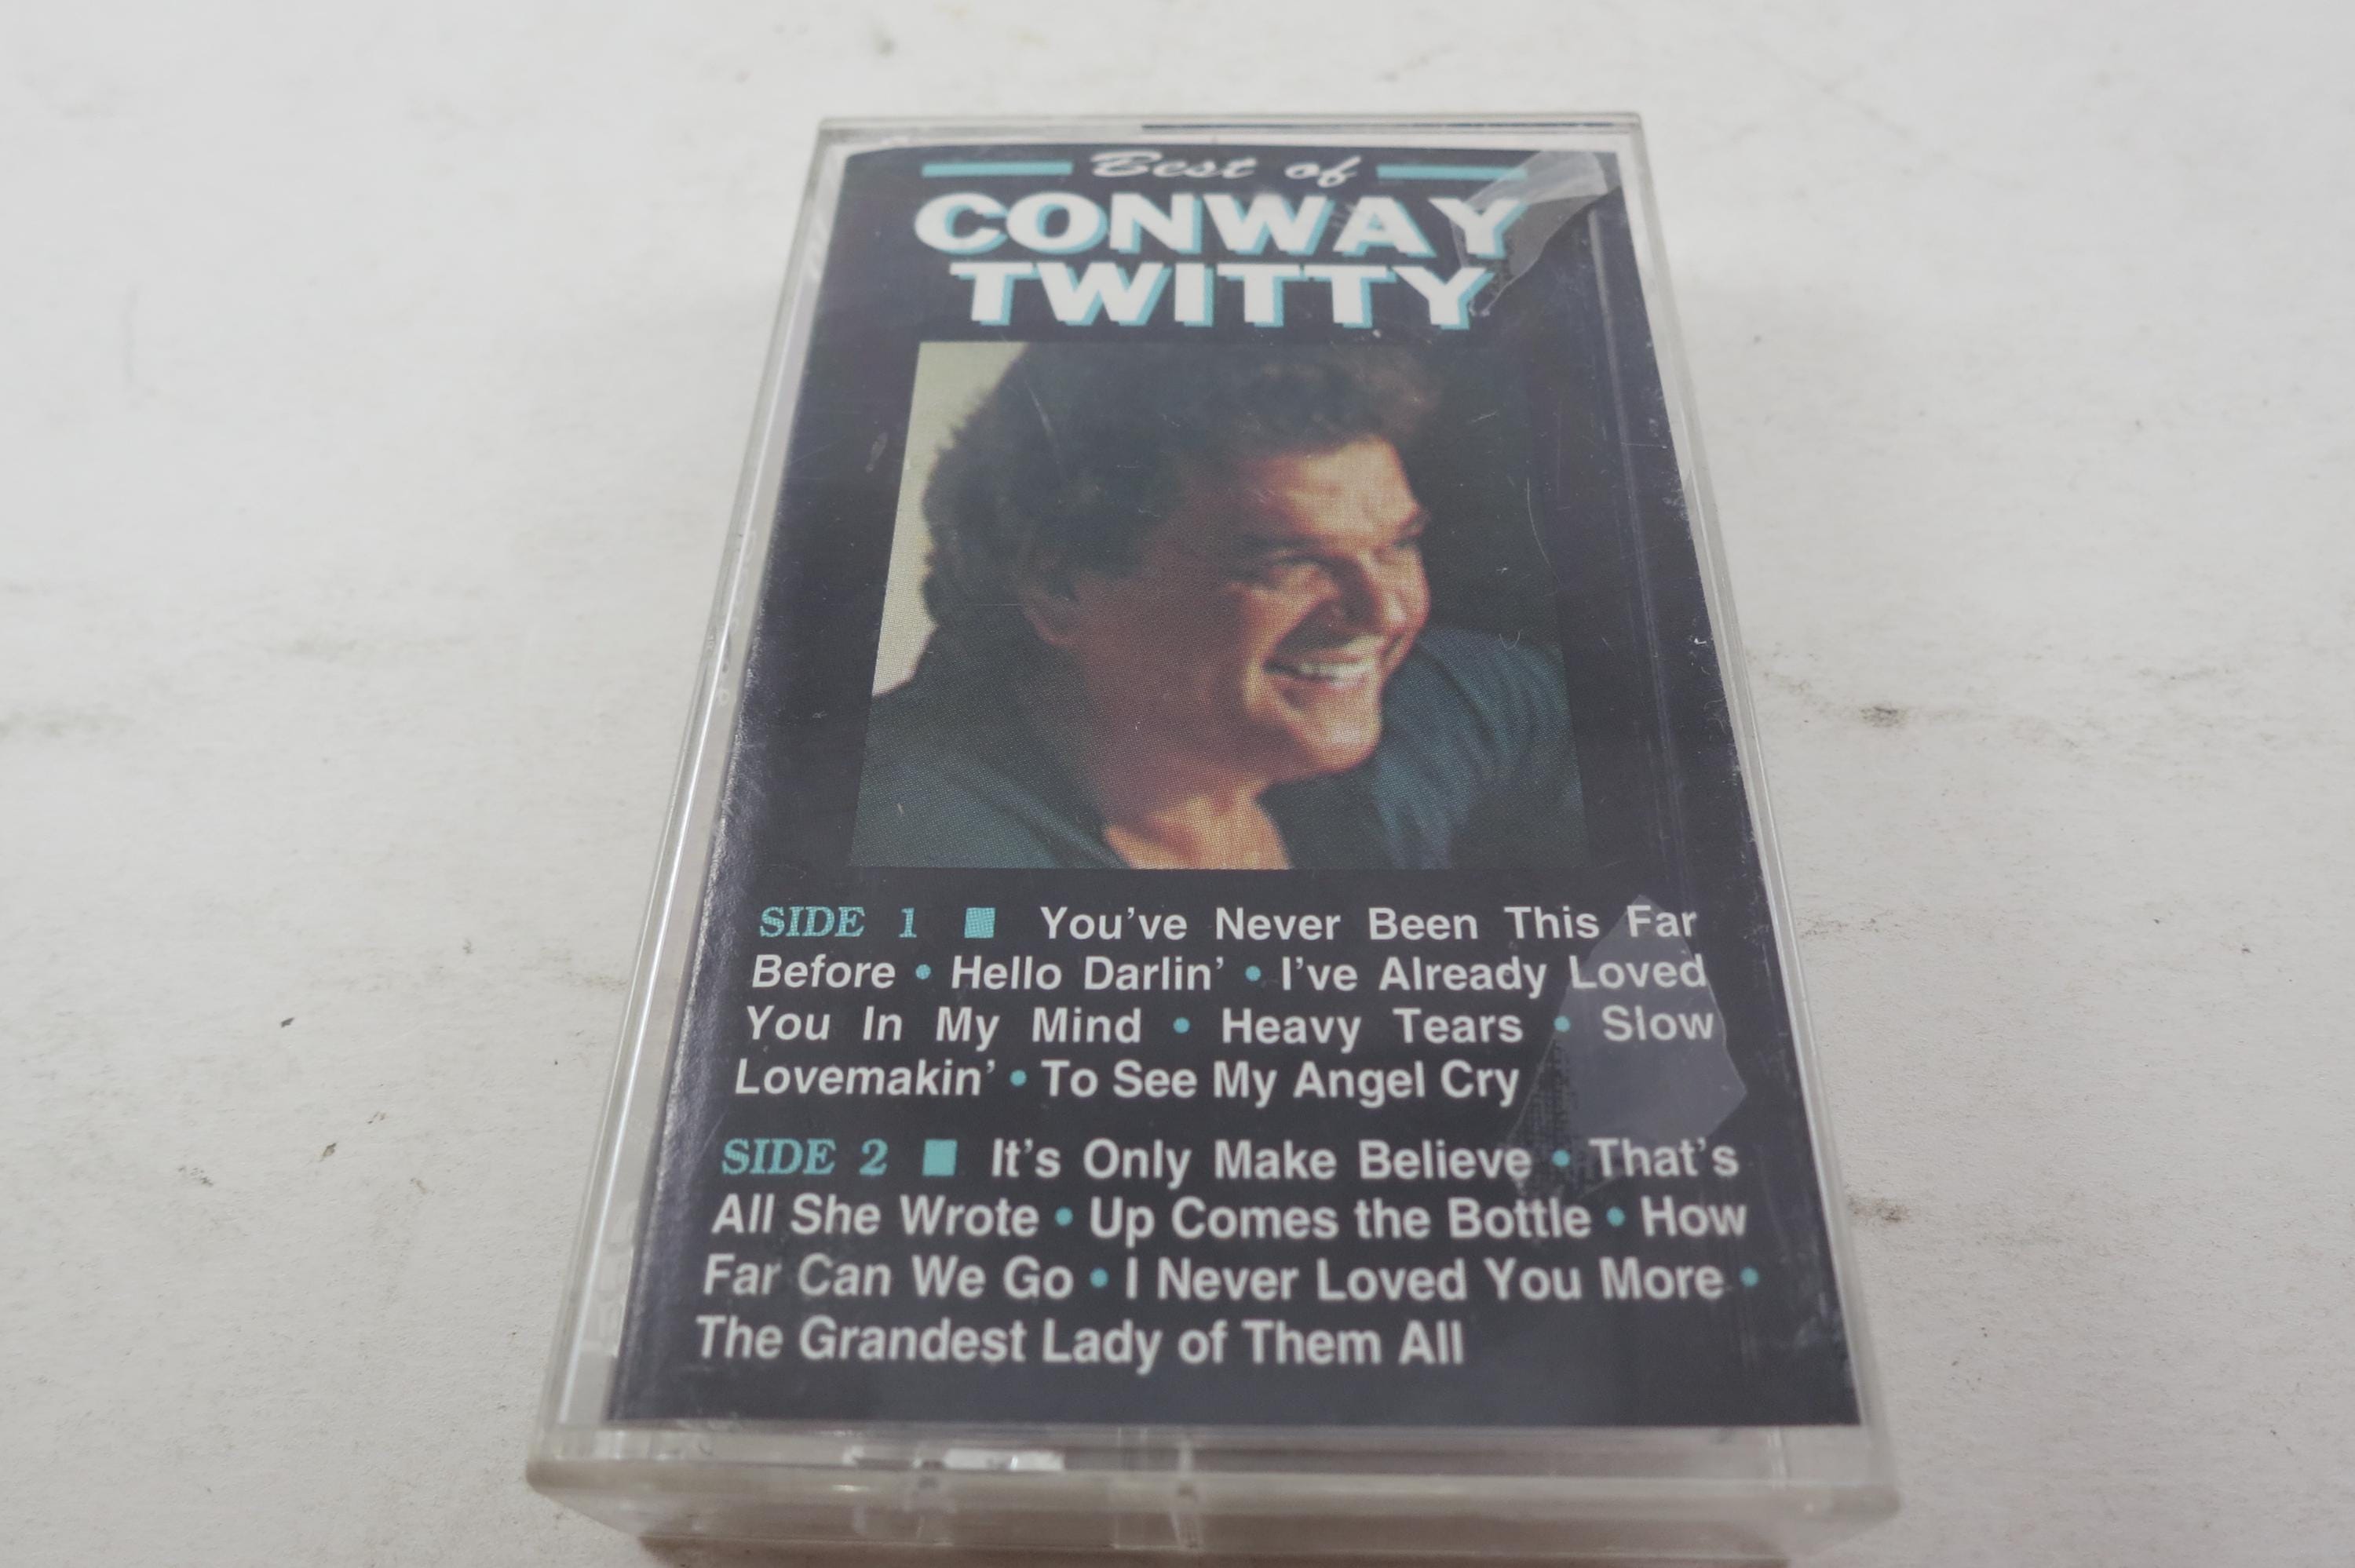 Best of
CONWAY
TWITTY
SIDE 1 ■ You've Never Been This Far
Before • Hello Darlin' • I've Already Loved
You In My Mind • Heavy Tears • Slow
Lovemakin' • To See My Angel Cry
SIDE 2 ■ It's Only Make Believe • That's
All She Wrote • Up Comes the Bottle • How
Far Can We Go • I Never Loved You More •
The Grandest Lady of Them All